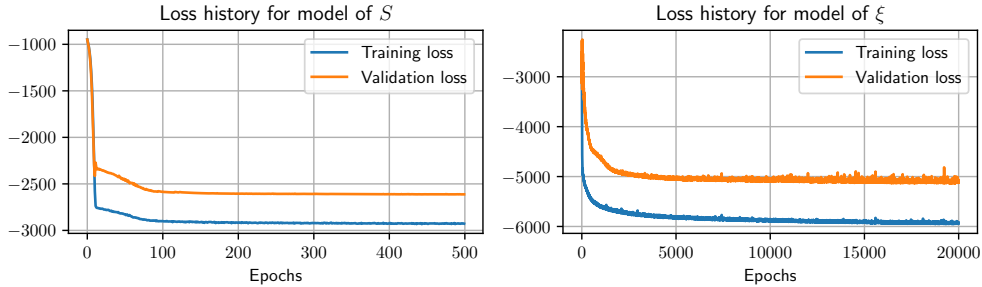 Loss history for model of S
−1000
−1500
−2000
−2500
−3000
0
100
200
300
400
500
Epochs
Training loss
Validation loss
Loss history for model of ξ
−3000
−4000
−5000
−6000
0
5000
10000
15000
20000
Epochs
Training loss
Validation loss